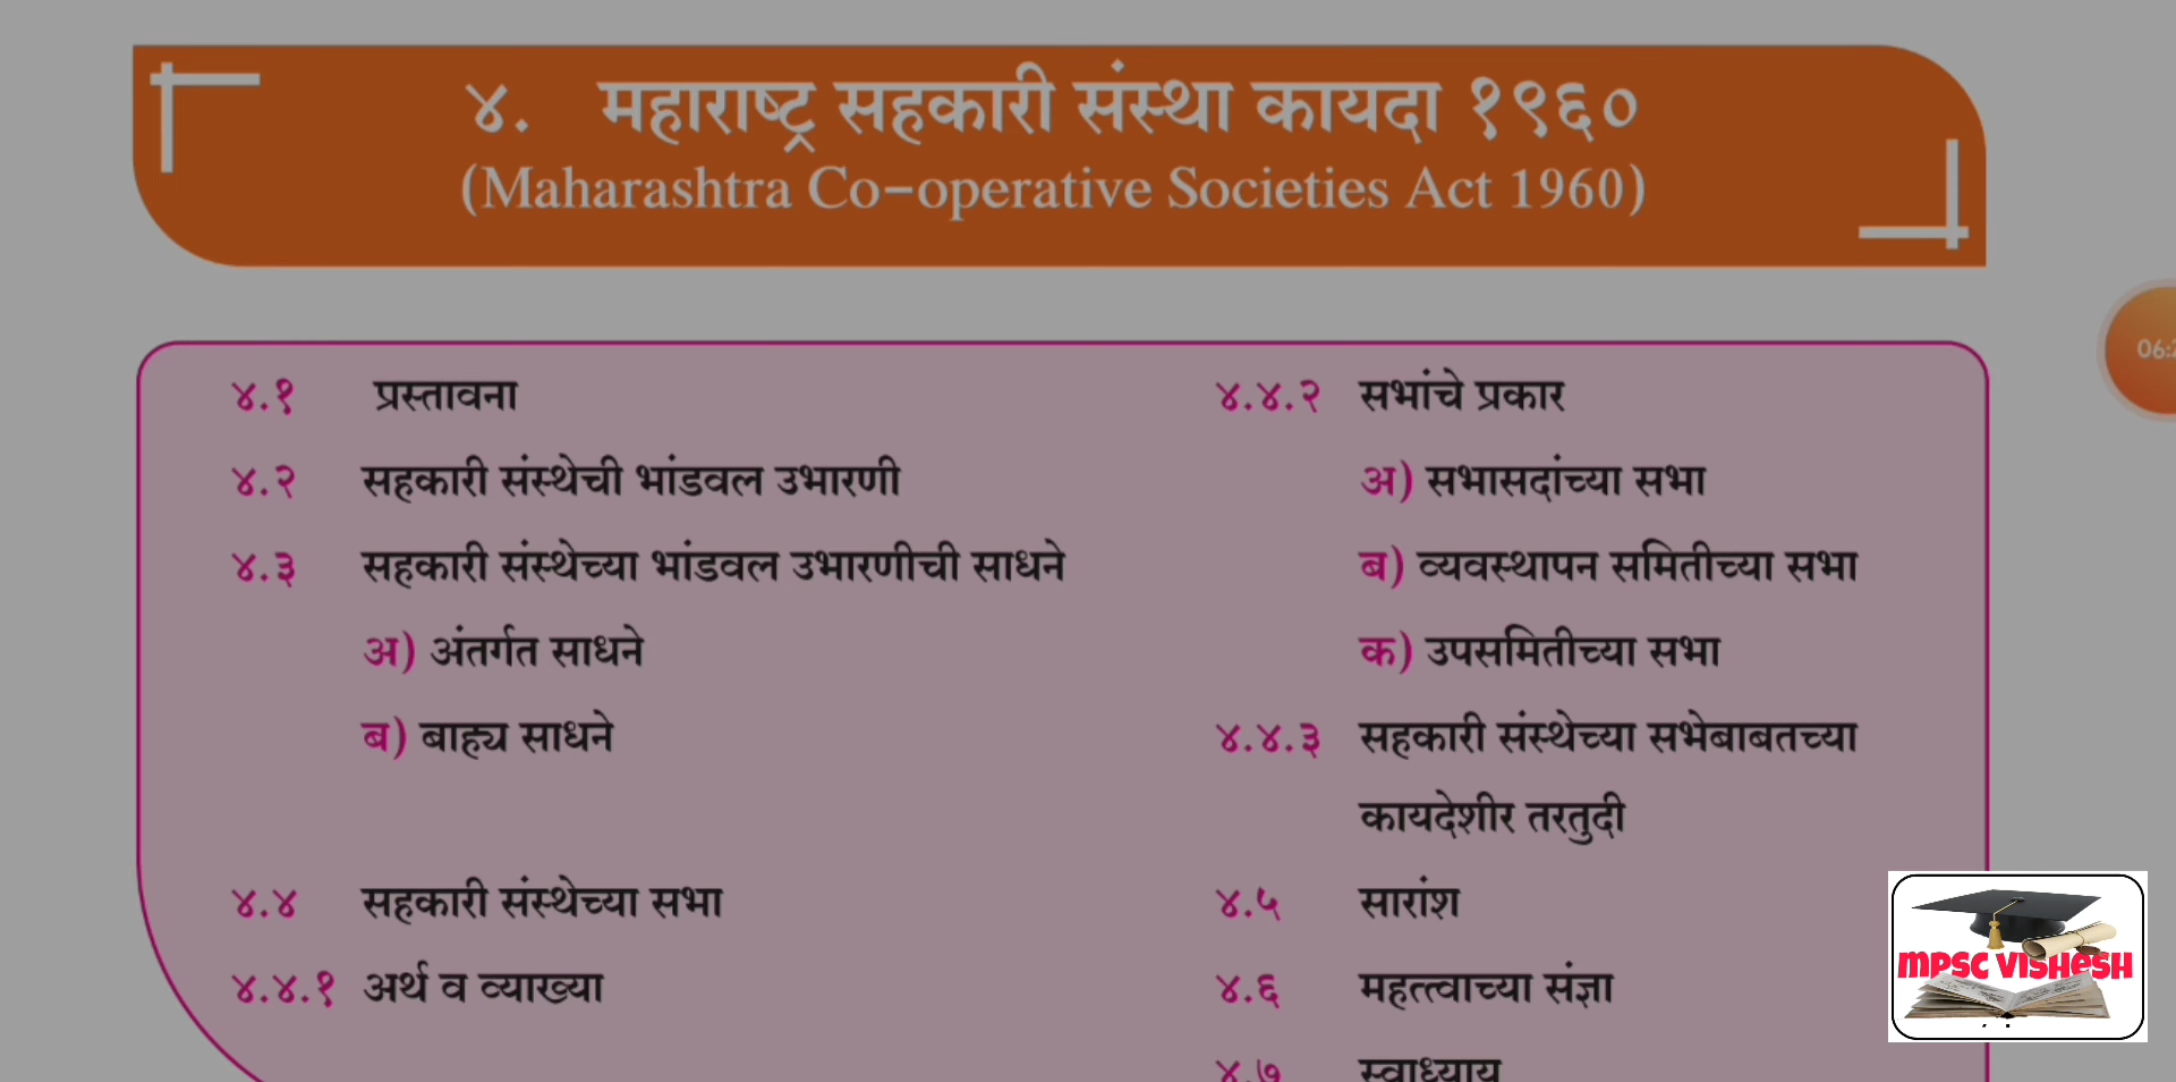 ४. महाराष्ट्र सहकारी संस्था कायदा १९६०
(Maharashtra Co-operative Societies Act 1960)
४.१ प्रस्तावना
४.२ सहकारी संस्थेची भांडवल उभारणी
४.३ सहकारी संस्थेच्या भांडवल उभारणीची साधने
अ) अंतर्गत साधने
ब) बाह्य साधने
४.४ सहकारी संस्थेच्या सभा
४.४.१ अर्थ व व्याख्या
४.४.२ सभांचे प्रकार
अ) सभासदांच्या सभा
ब) व्यवस्थापन समितीच्या सभा
क) उपसमितीच्या सभा
४.४.३ सहकारी संस्थेच्या सभेबाबतच्या
कायदेशीर तरतुदी
४.५ सारांश
४.६ महत्त्वाच्या संज्ञा
४.७ स्वाध्याय
MPSC VISHESH